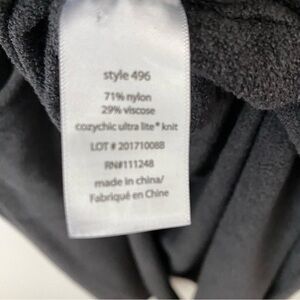 style 496
71% nylon
29% viscose
cozychic ultra lite® knit
LOT # 201710088
RN#111248
made in china/
Fabriqué en Chine